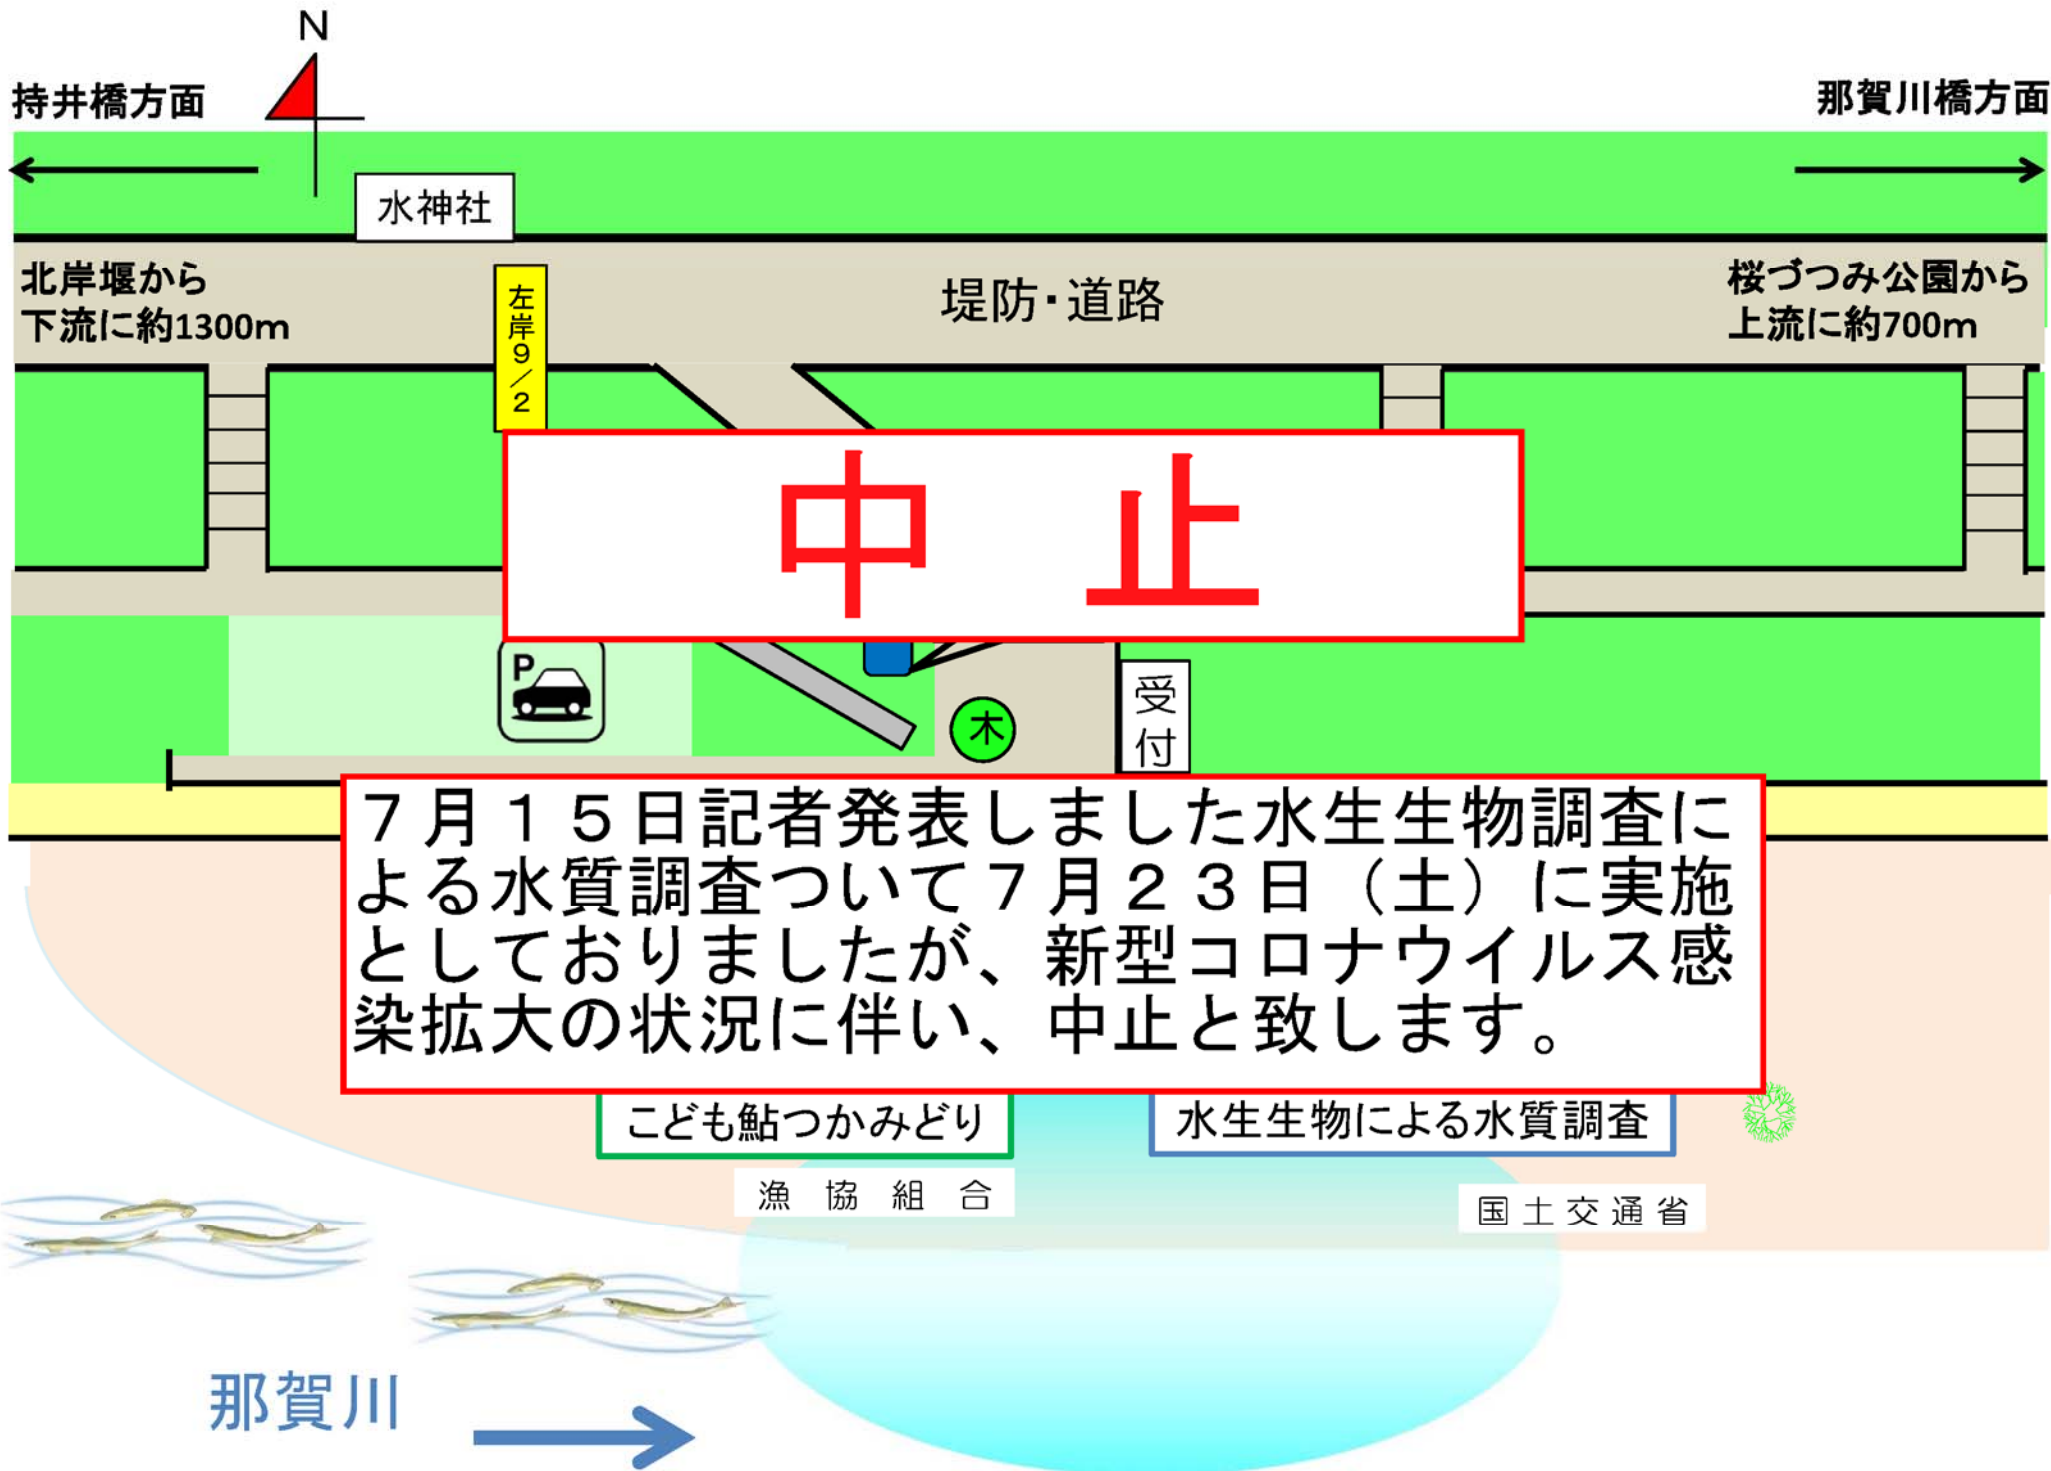 N
持井橋方面
那賀川橋方面
水神社
北岸堰から
下流に約1300m
左岸９／２
堤防・道路
桜づつみ公園から
上流に約700m
中　止
P
木
受付
７月１５日記者発表しました水生生物調査に
よる水質調査ついて７月２３日（土）に実施
としておりましたが、新型コロナウイルス感
染拡大の状況に伴い、中止と致します。
こども鮎つかみどり
水生生物による水質調査
漁協組合
国土交通省
那賀川